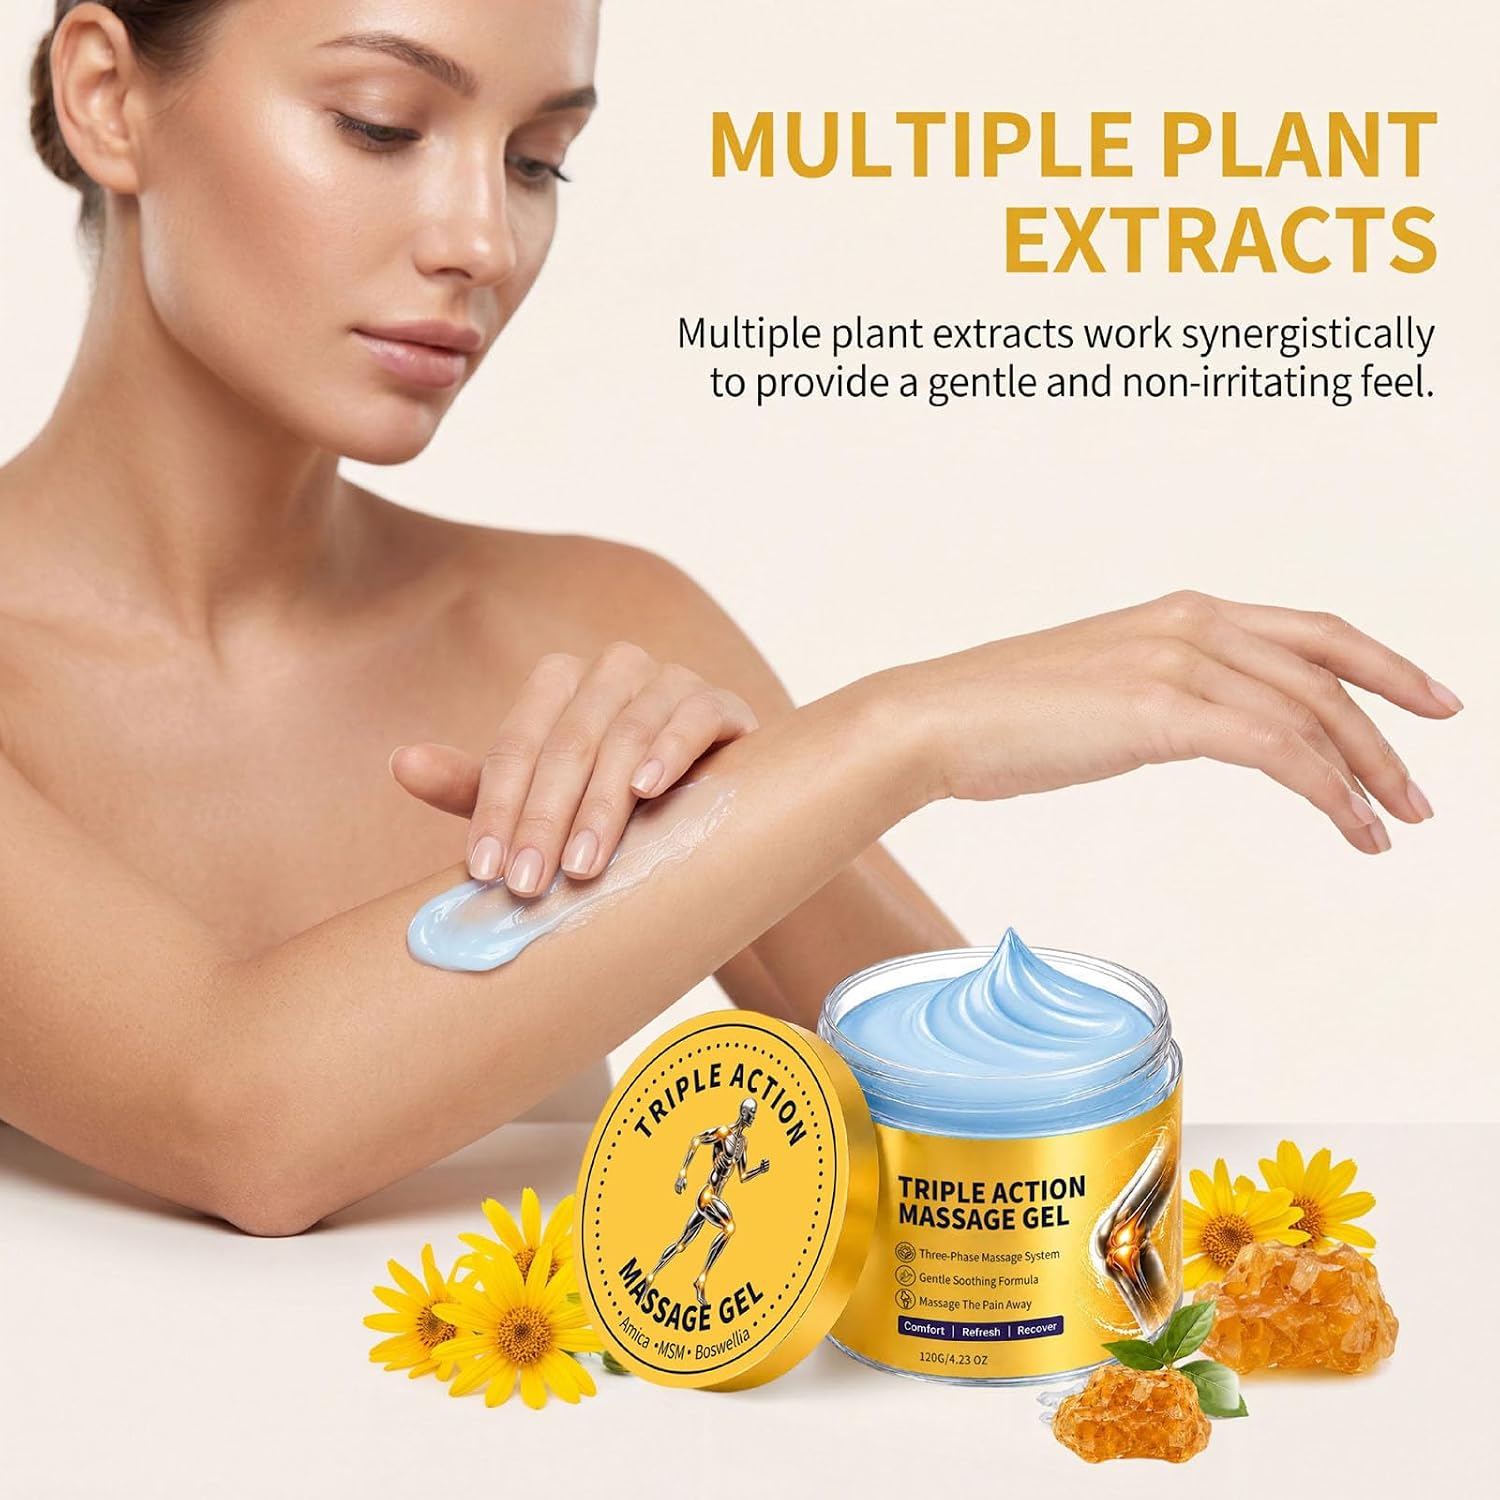 MULTIPLE PLANT
EXTRACTS
Multiple plant extracts work synergistically
to provide a gentle and non-irritating feel.
TRIPLE ACTION
MASSAGE GEL
Arnica •MSM• Boswellia
TRIPLE ACTION
MASSAGE GEL
Three-Phase Massage System
Gentle Soothing Formula
Massage The Pain Away
Comfort | Refresh | Recover
120G/4.23 OZ